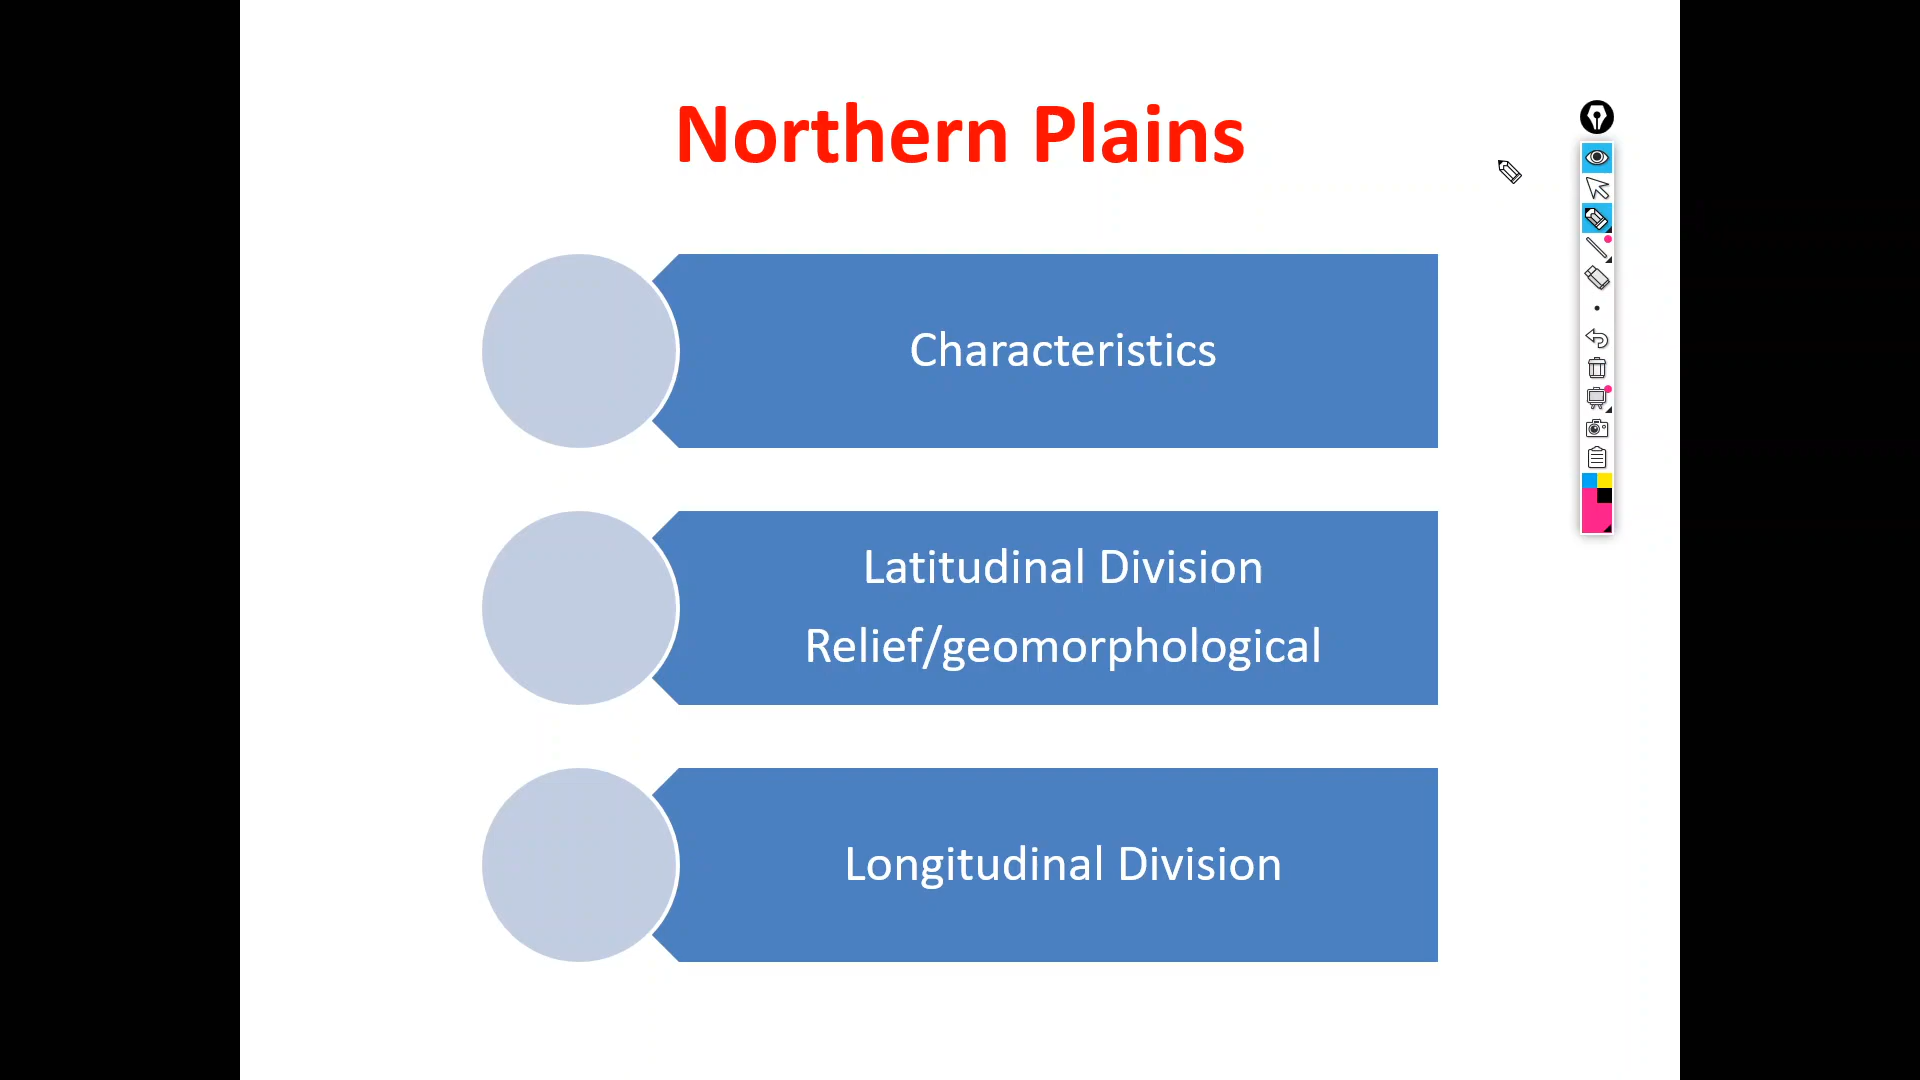 Northern Plains
Characteristics
Latitudinal Division
Relief/geomorphological
Longitudinal Division